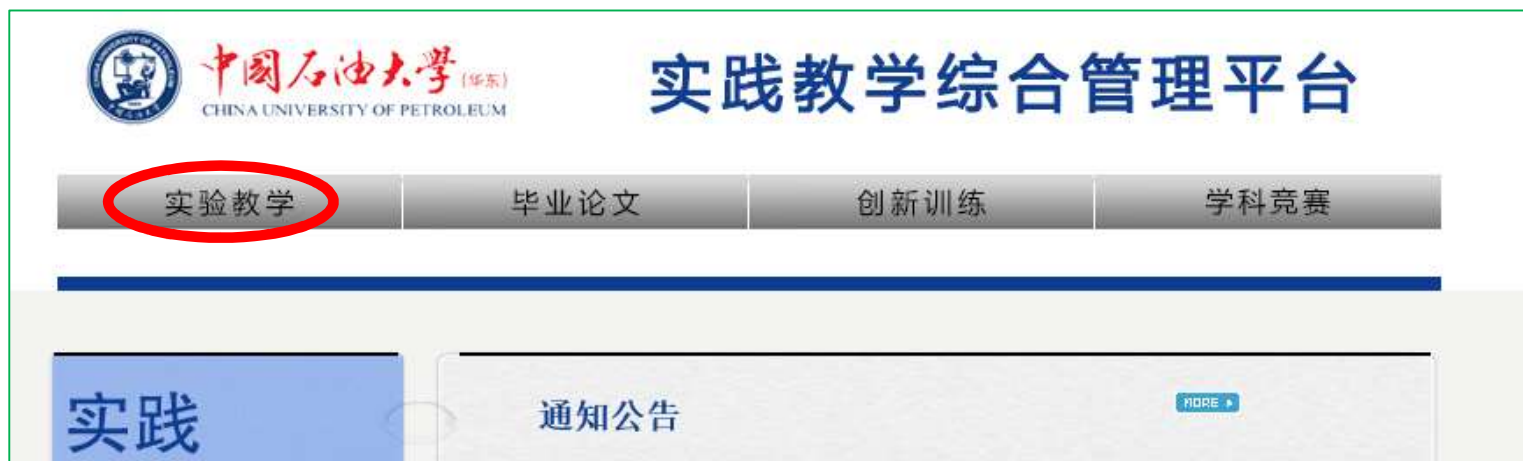 中国石油大学(华东)
CHINA UNIVERSITY OF PETROLEUM
实践教学综合管理平台
实验教学 毕业论文 创新训练 学科竞赛
实践
通知公告 MORE